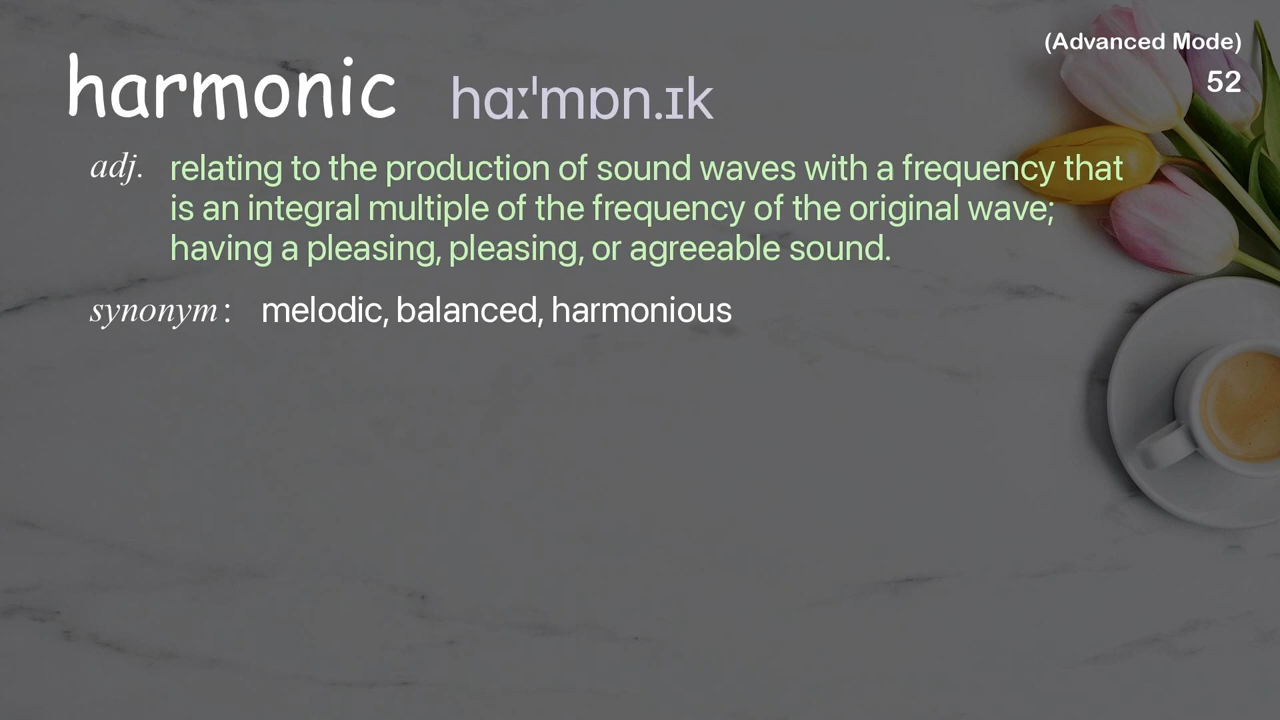 (Advanced Mode)
52
harmonic hɑːˈmɒn.ɪk
adj. relating to the production of sound waves with a frequency that
is an integral multiple of the frequency of the original wave;
having a pleasing, pleasing, or agreeable sound.
synonym: melodic, balanced, harmonious